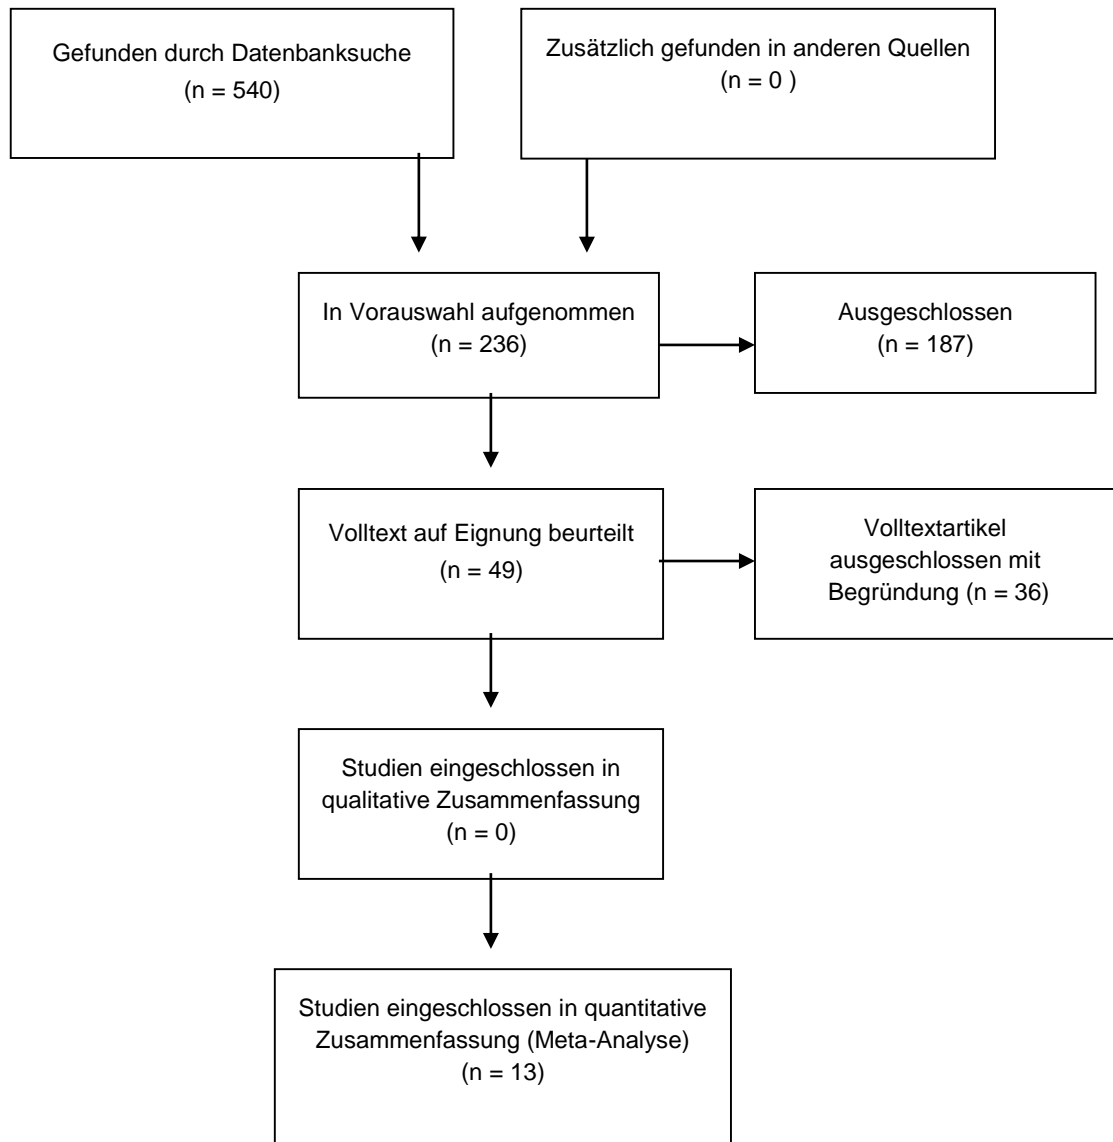 Gefunden durch Datenbanksuche
(n = 540)
Zusätzlich gefunden in anderen Quellen
(n = 0 )
In Vorauswahl aufgenommen
(n = 236)
Ausgeschlossen
(n = 187)
Volltext auf Eignung beurteilt
(n = 49)
Volltextartikel
ausgeschlossen mit
Begründung (n = 36)
Studien eingeschlossen in
qualitative Zusammenfassung
(n = 0)
Studien eingeschlossen in quantitative
Zusammenfassung (Meta-Analyse)
(n = 13)